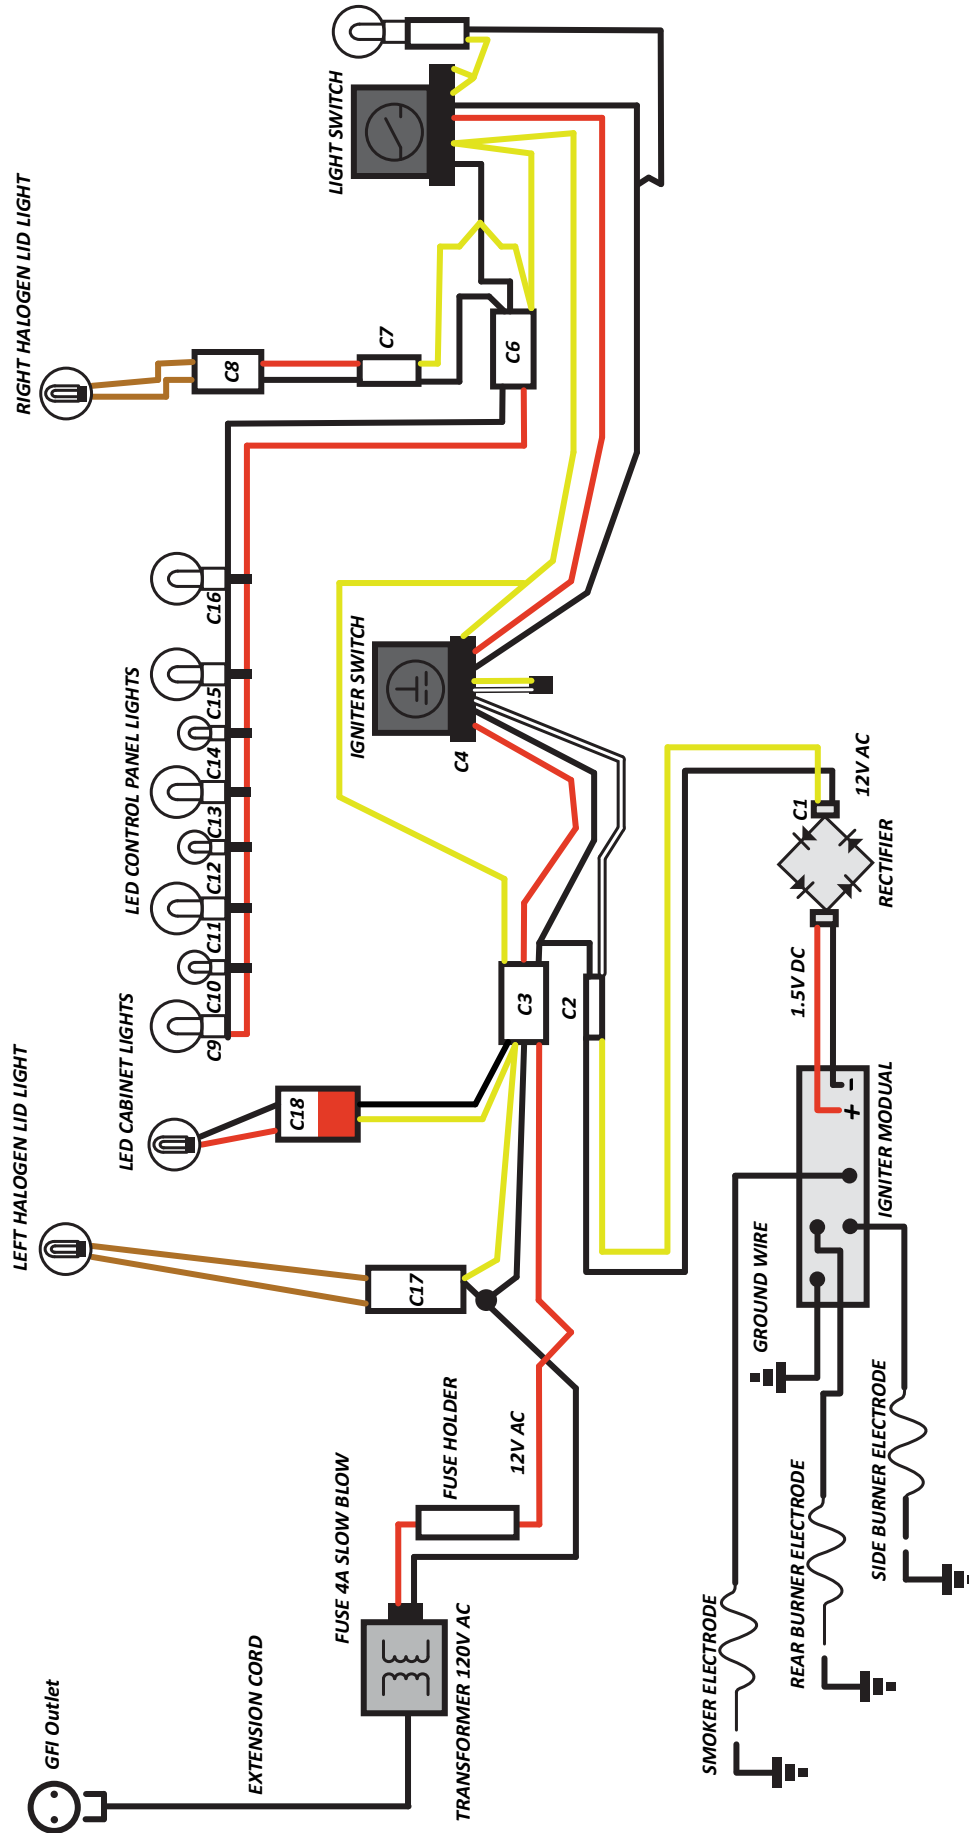 GFI Outlet
EXTENSION CORD
TRANSFORMER 120V AC
FUSE 4A SLOW BLOW
FUSE HOLDER
12V AC
LEFT HALOGEN LID LIGHT
C17
LED CABINET LIGHTS
C18
C3
C2
LED CONTROL PANEL LIGHTS
C9
C10
C11
C12
C13
C14
C15
C16
RIGHT HALOGEN LID LIGHT
C8
C7
C6
LIGHT SWITCH
IGNITER SWITCH
C4
C1
12V AC
RECTIFIER
1.5V DC
+
-
IGNITER MODUAL
GROUND WIRE
SMOKER ELECTRODE
REAR BURNER ELECTRODE
SIDE BURNER ELECTRODE